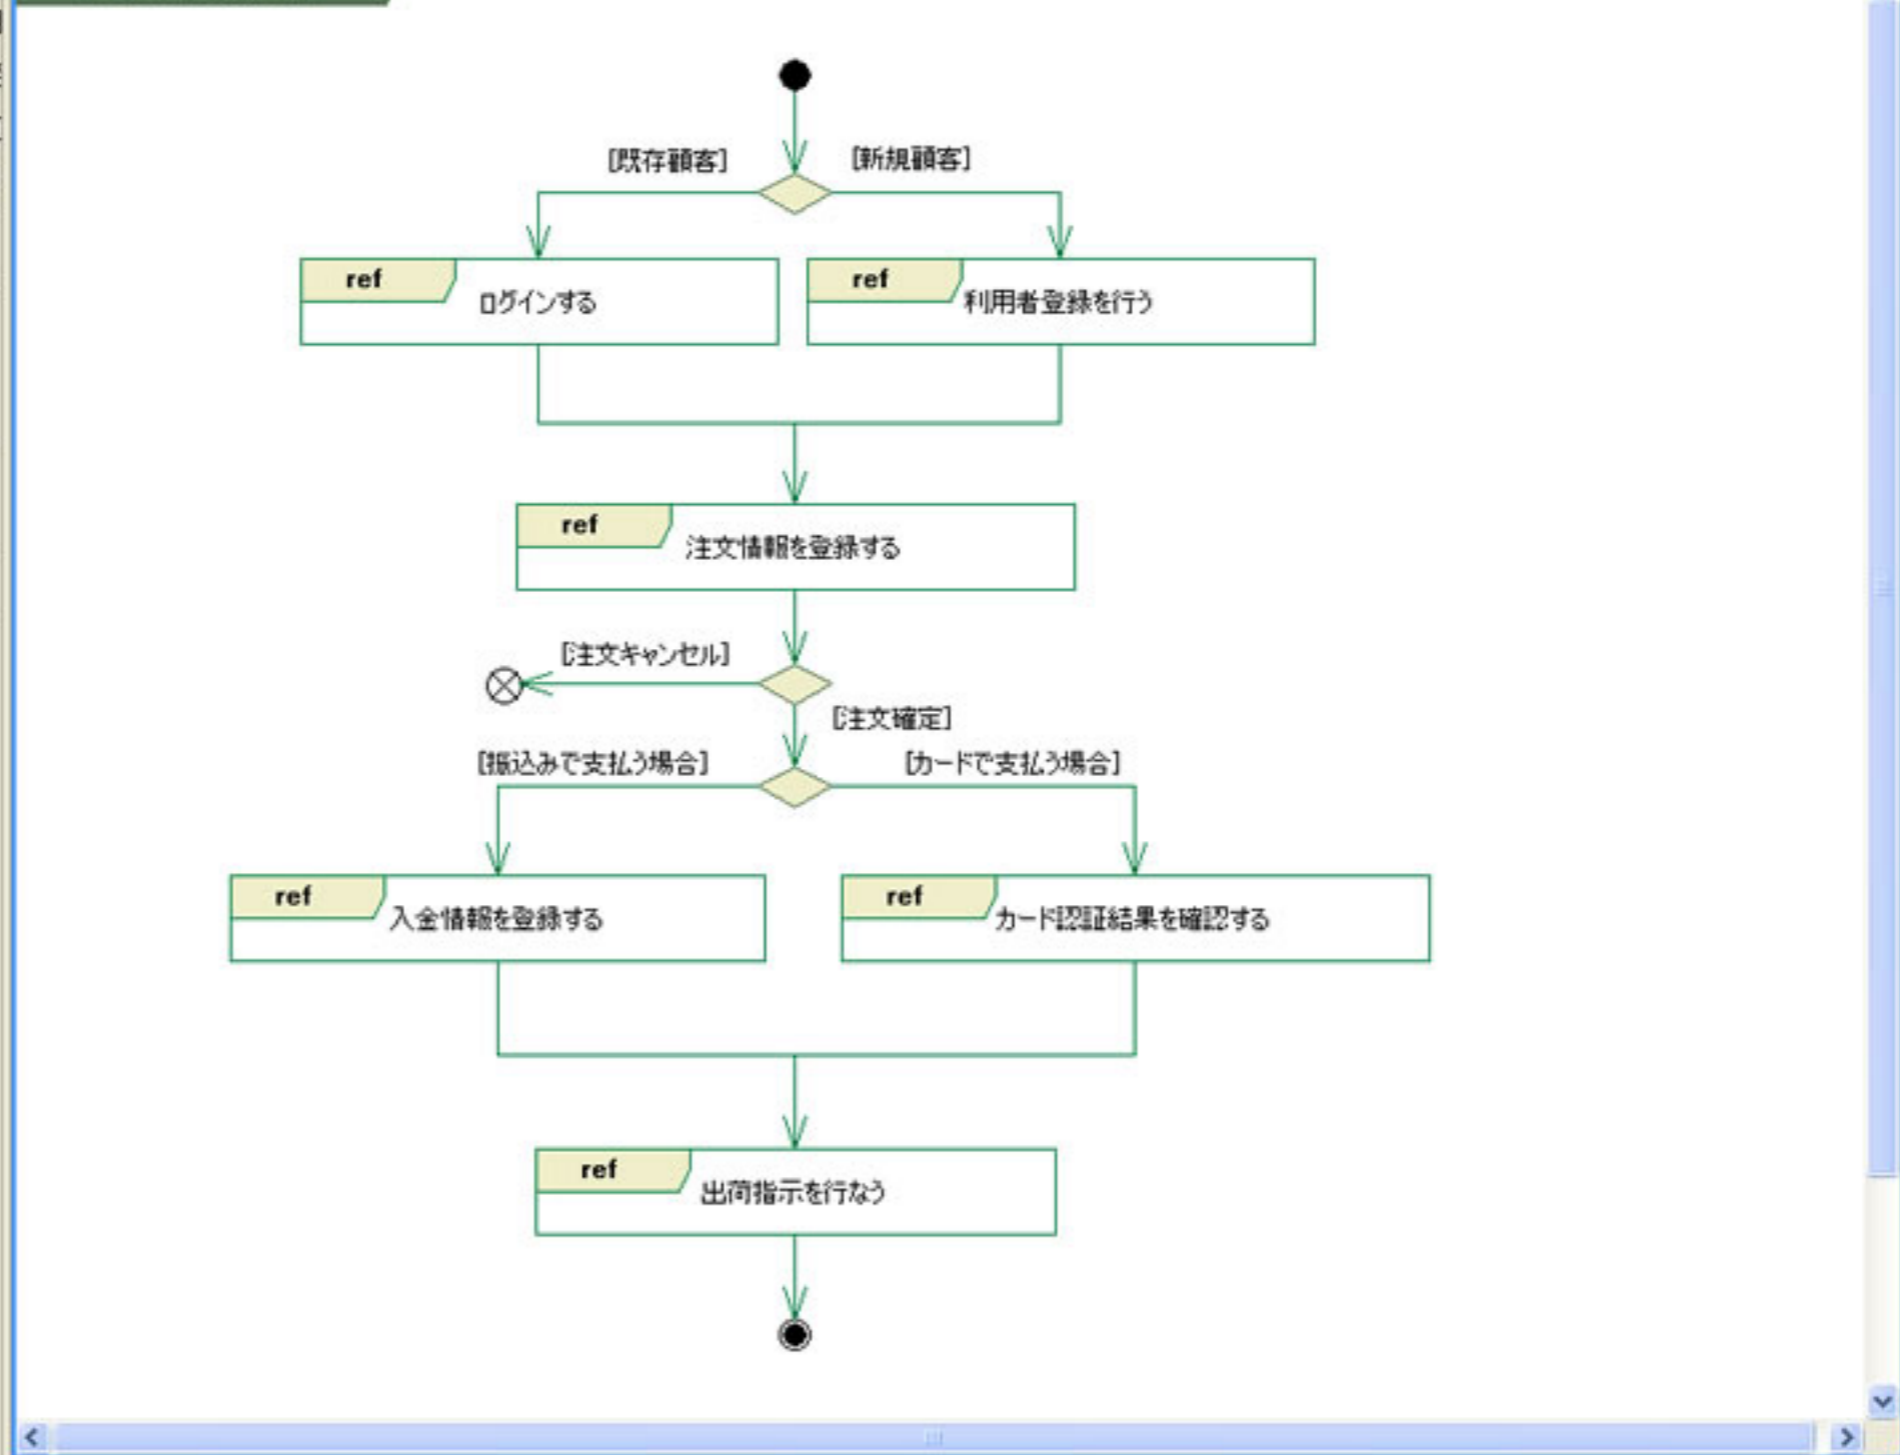 [既存顧客]
[新規顧客]
ref
ログインする
ref
利用者登録を行う
ref
注文情報を登録する
[注文キャンセル]
[注文確定]
[振込みで支払う場合]
[カードで支払う場合]
ref
入金情報を登録する
ref
カード認証結果を確認する
ref
出荷指示を行なう